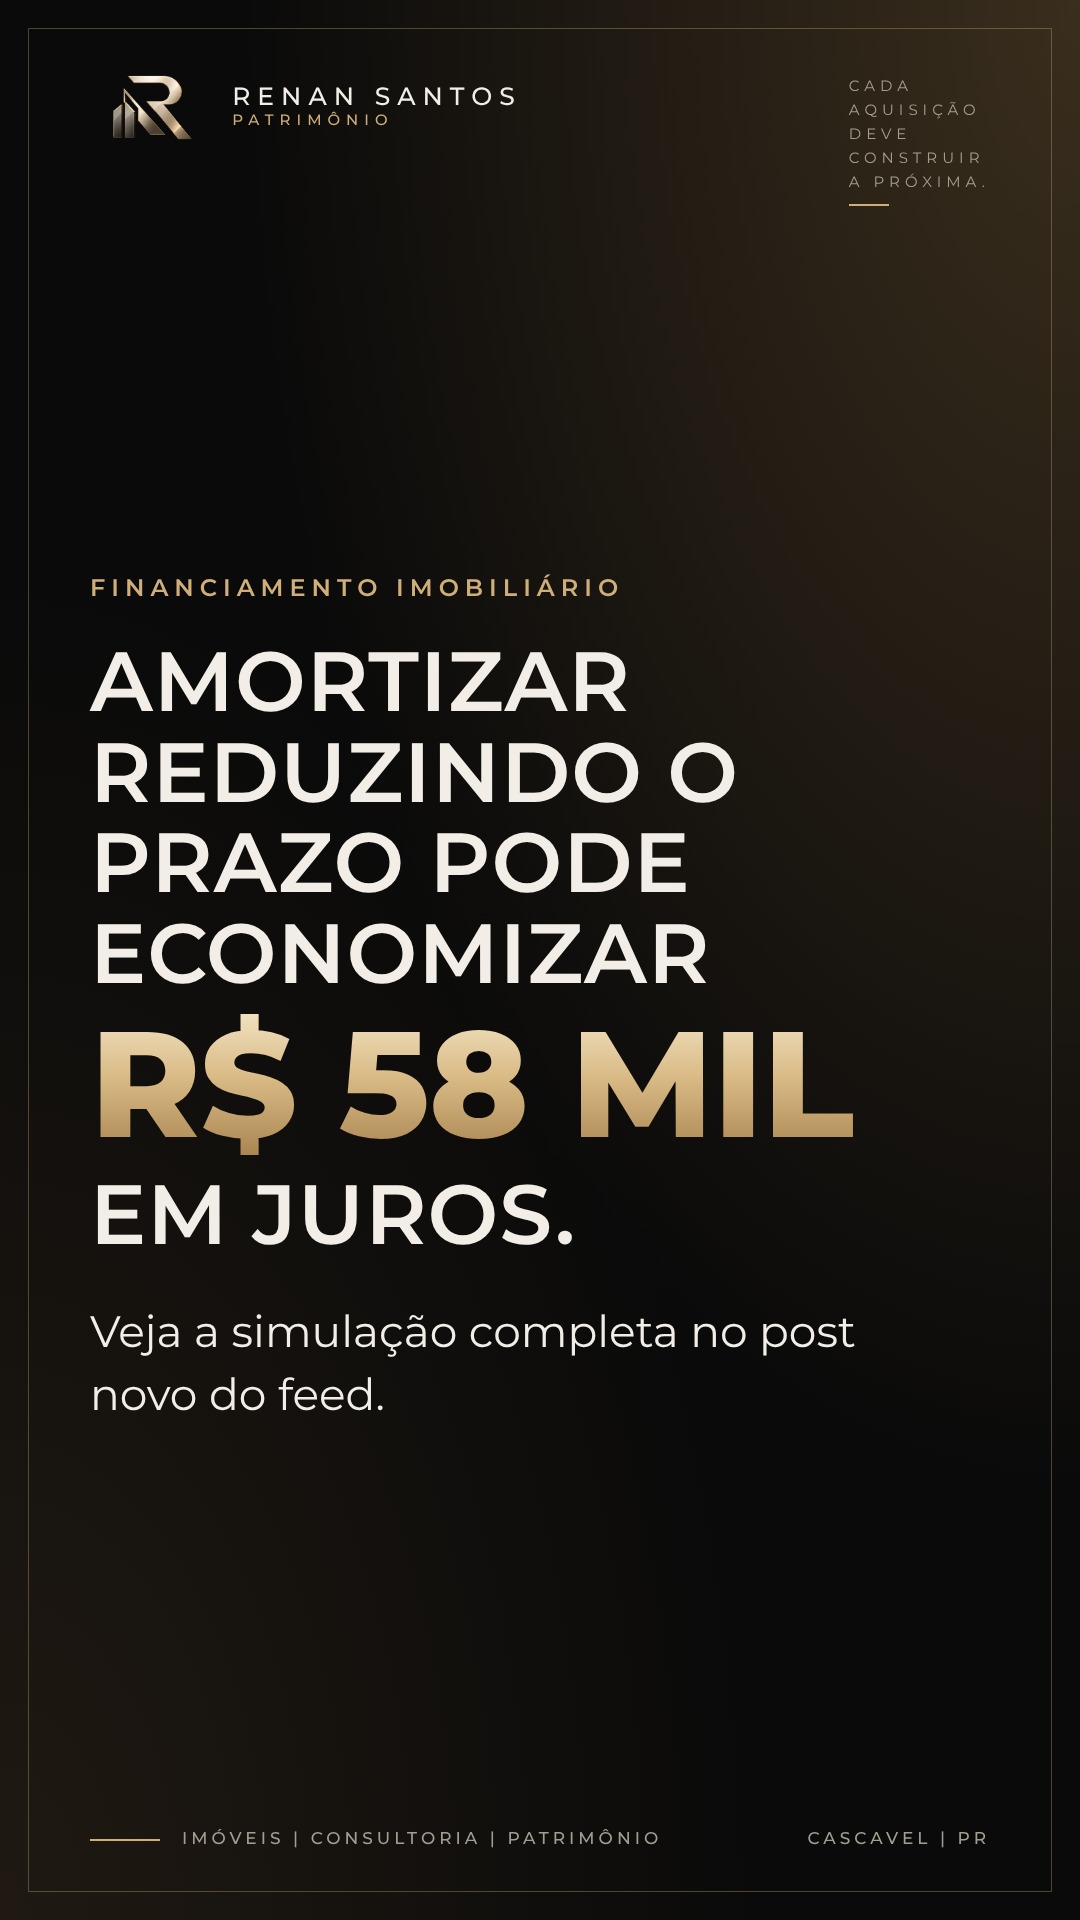 RENAN SANTOS
PATRIMÔNIO
CADA
AQUISIÇÃO
DEVE
CONSTRUIR
A PRÓXIMA.
FINANCIAMENTO IMOBILIÁRIO
AMORTIZAR
REDUZINDO O
PRAZO PODE
ECONOMIZAR
R$ 58 MIL
EM JUROS.
Veja a simulação completa no post
novo do feed.
IMÓVEIS | CONSULTORIA | PATRIMÔNIO
CASCAVEL | PR